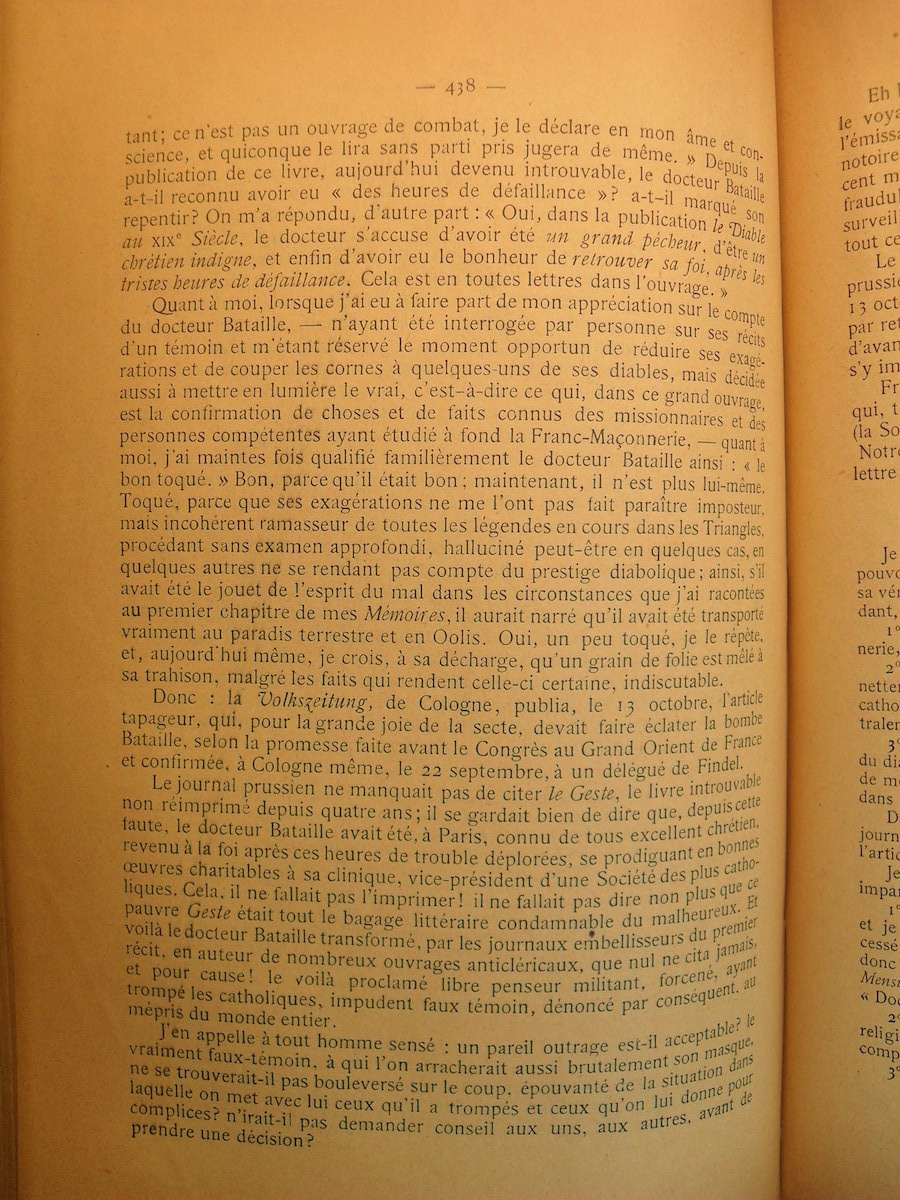 — 438 —
tant; ce n'est pas un ouvrage de combat, je le déclare en mon âme et con-
science, et quiconque le lira sans parti pris jugera de même. » Depuis la
publication de ce livre, aujourd'hui devenu introuvable, le docteur Bataille
a-t-il reconnu avoir eu « des heures de défaillance »? a-t-il marqué son
repentir? On m'a répondu, d'autre part : « Oui, dans la publication le Diable
au XIXe Siècle, le docteur s'accuse d'avoir été un grand pécheur, d'être un
chrétien indigne, et enfin d'avoir eu le bonheur de retrouver sa foi, après les
tristes heures de défaillance. Cela est en toutes lettres dans l'ouvrage. »
Quant à moi, lorsque j'ai eu à faire part de mon appréciation sur le compte
du docteur Bataille, — n'ayant été interrogée par personne sur ses récits
d'un témoin et m'étant réservé le moment opportun de réduire ses exagé-
rations et de couper les cornes à quelques-uns de ses diables, mais décidée
aussi à mettre en lumière le vrai, c'est-à-dire ce qui, dans ce grand ouvrage,
est la confirmation de choses et de faits connus des missionnaires et des
personnes compétentes ayant étudié à fond la Franc-Maçonnerie, — quant à
moi, j'ai maintes fois qualifié familièrement le docteur Bataille ainsi : « le
bon toqué. » Bon, parce qu'il était bon; maintenant, il n'est plus lui-même.
Toqué, parce que ses exagérations ne me l'ont pas fait paraître imposteur,
mais incohérent ramasseur de toutes les légendes en cours dans les Triangles,
procédant sans examen approfondi, halluciné peut-être en quelques cas, en
quelques autres ne se rendant pas compte du prestige diabolique; ainsi, s'il
avait été le jouet de l'esprit du mal dans les circonstances que j'ai racontées
au premier chapitre de mes Mémoires, il aurait narré qu'il avait été transporté
vraiment au paradis terrestre et en Oolis. Oui, un peu toqué, je le répète,
et, aujourd'hui même, je crois, à sa décharge, qu'un grain de folie est mêlé à
sa trahison, malgré les faits qui rendent celle-ci certaine, indiscutable.
Donc : la Volkszeitung, de Cologne, publia, le 13 octobre, l'article
tapageur, qui, pour la grande joie de la secte, devait faire éclater la bombe
Bataille, selon la promesse faite avant le Congrès au Grand Orient de France
et confirmée, à Cologne même, le 22 septembre, à un délégué de Findel.
Le journal prussien ne manquait pas de citer le Geste, le livre introuvable
non réimprimé depuis quatre ans; il se gardait bien de dire que, depuis cette
faute, le docteur Bataille avait été, à Paris, connu de tous excellent chrétien,
revenu à la foi après ces heures de trouble déplorées, se prodiguant en bonnes
œuvres charitables à sa clinique, vice-président d'une Société des plus catho-
liques. Cela, il ne fallait pas l'imprimer! il ne fallait pas dire non plus que ce
pauvre Geste était tout le bagage littéraire condamnable du malheureux. Et
voilà le docteur Bataille transformé, par les journaux embellisseurs du premier
récit, en auteur de nombreux ouvrages anticléricaux, que nul ne cita jamais,
et pour cause! le voilà proclamé libre penseur militant, forcené, ayant
trompé les catholiques, impudent faux témoin, dénoncé par conséquent, au
mépris du monde entier.
J'en appelle à tout homme sensé : un pareil outrage est-il acceptable? le
vraiment faux-témoin, à qui l'on arracherait aussi brutalement son masque,
ne se trouverait-il pas bouleversé sur le coup, épouvanté de la situation dans
laquelle on met avec lui ceux qu'il a trompés et ceux qu'on lui donne pour
complices? n'irait-il pas demander conseil aux uns, aux autres, avant de
prendre une décision?
Eh
le voya
l'émissa
notoire
cent m
fraudul
surveil
tout ce
Le
prussie
13 oct
par ret
d'avan
s'y im
Fr
qui, t
(la So
Notre
lettre
Je
pouvo
sa vér
dant,
1o
nerie,
2o
netter
catho
traler
3o
du dia
de m
dans
D
journ
l'artic
Je
impar
1o
et je
cessé
donc
Mens
« Doc
2o
religi
comp
3o